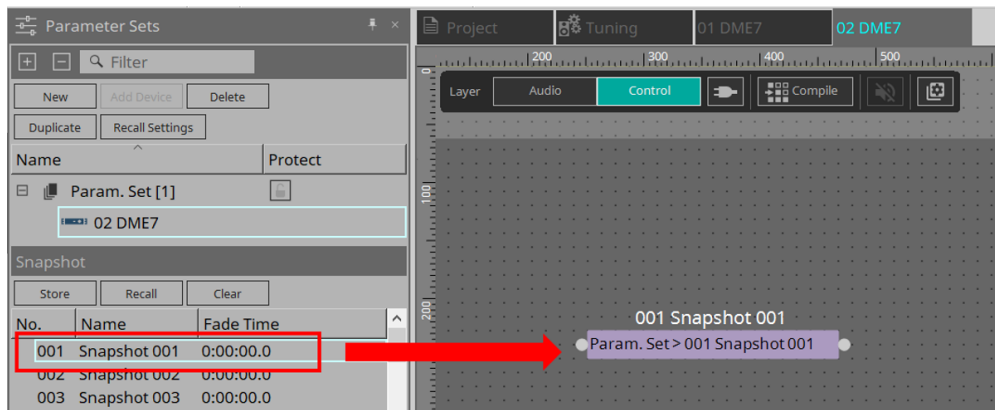 Parameter Sets
Filter
New Add Device Delete
Duplicate Recall Settings
Name Protect
Param. Set [1]
02 DME7
Snapshot
Store Recall Clear
No. Name Fade Time
001 Snapshot 001 0:00:00.0
002 Snapshot 002 0:00:00.0
003 Snapshot 003 0:00:00.0
Project Tuning 01 DME7 02 DME7
200 300 400 500
Layer Audio Control Compile
0
100
200
001 Snapshot 001
Param. Set > 001 Snapshot 001